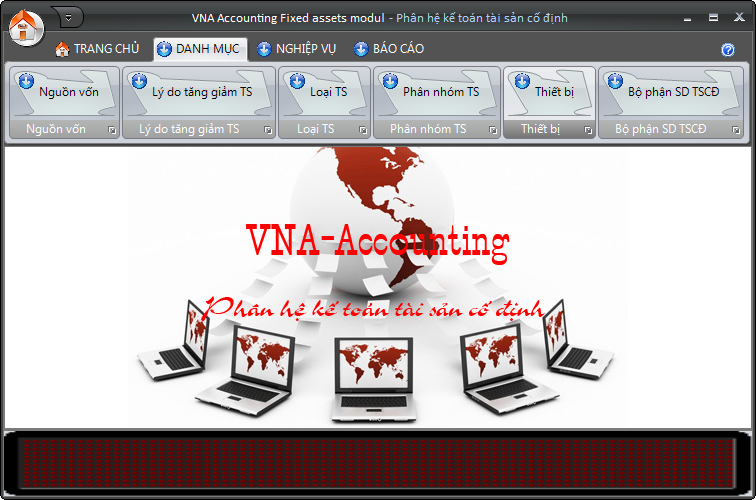 VNA Accounting Fixed assets modul - Phân hệ kế toán tài sản cố định
TRANG CHỦ DANH MỤC NGHIỆP VỤ BÁO CÁO
Nguồn vốn Lý do tăng giảm TS Loại TS Phân nhóm TS Thiết bị Bộ phận SD TSCĐ
Nguồn vốn Lý do tăng giảm TS Loại TS Phân nhóm TS Thiết bị Bộ phận SD TSCĐ
VNA-Accounting
Phân hệ kế toán tài sản cố định